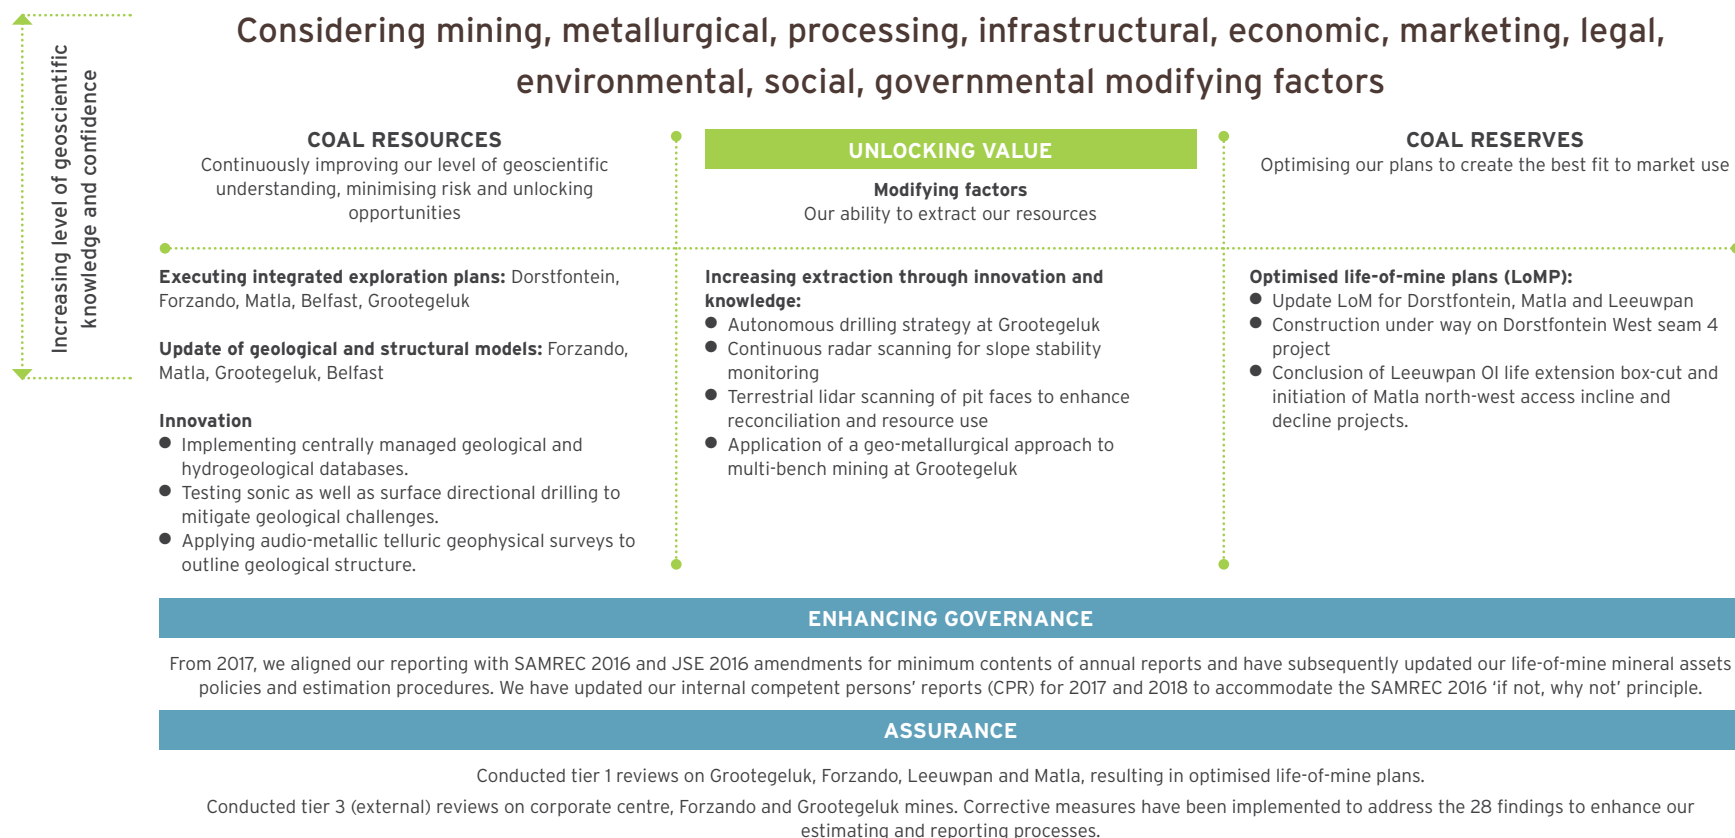 Considering mining, metallurgical, processing, infrastructural, economic, marketing, legal,
environmental, social, governmental modifying factors
Increasing level of geoscientific
knowledge and confidence
COAL RESOURCES
Continuously improving our level of geoscientific
understanding, minimising risk and unlocking
opportunities
UNLOCKING VALUE
Modifying factors
Our ability to extract our resources
COAL RESERVES
Optimising our plans to create the best fit to market use
Executing integrated exploration plans: Dorstfontein,
Forzando, Matla, Belfast, Grootegeluk
Update of geological and structural models: Forzando,
Matla, Grootegeluk, Belfast
Innovation
● Implementing centrally managed geological and
hydrogeological databases.
● Testing sonic as well as surface directional drilling to
mitigate geological challenges.
● Applying audio-metallic telluric geophysical surveys to
outline geological structure.
Increasing extraction through innovation and
knowledge:
● Autonomous drilling strategy at Grootegeluk
● Continuous radar scanning for slope stability
monitoring
● Terrestrial lidar scanning of pit faces to enhance
reconciliation and resource use
● Application of a geo-metallurgical approach to
multi-bench mining at Grootegeluk
Optimised life-of-mine plans (LoMP):
● Update LoM for Dorstfontein, Matla and Leeuwpan
● Construction under way on Dorstfontein West seam 4
project
● Conclusion of Leeuwpan OI life extension box-cut and
initiation of Matla north-west access incline and
decline projects.
ENHANCING GOVERNANCE
From 2017, we aligned our reporting with SAMREC 2016 and JSE 2016 amendments for minimum contents of annual reports and have subsequently updated our life-of-mine mineral assets
policies and estimation procedures. We have updated our internal competent persons' reports (CPR) for 2017 and 2018 to accommodate the SAMREC 2016 'if not, why not' principle.
ASSURANCE
Conducted tier 1 reviews on Grootegeluk, Forzando, Leeuwpan and Matla, resulting in optimised life-of-mine plans.
Conducted tier 3 (external) reviews on corporate centre, Forzando and Grootegeluk mines. Corrective measures have been implemented to address the 28 findings to enhance our
estimating and reporting processes.